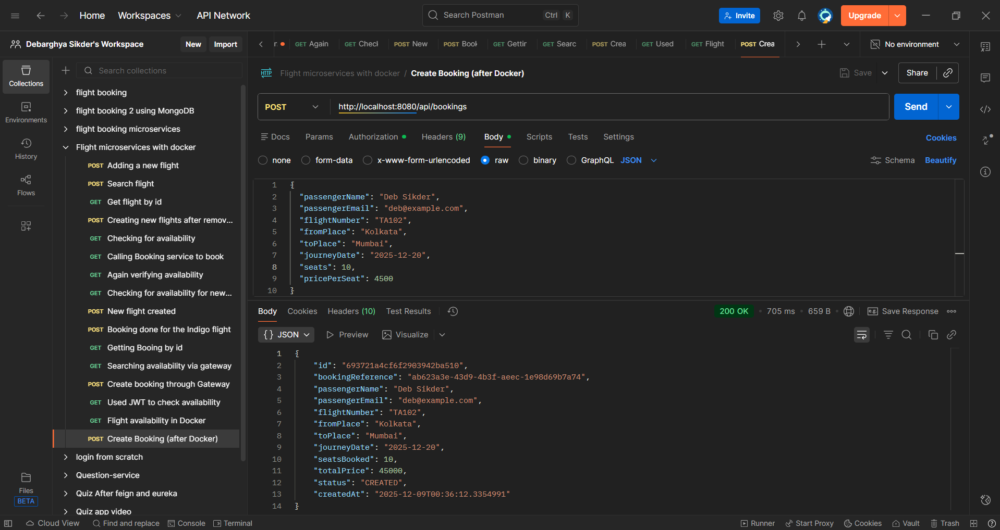 Home
Workspaces
API Network
Search Postman
Ctrl K
Invite
Upgrade
Debarghya Sikder's Workspace
New
Import
GET Again
GET Check
POST New
POST Book
GET Gettir
GET Searc
POST Crea
GET Used
GET Flight
POST Crea
No environment
Collections
Environments
History
Flows
Files
BETA
Search collections
flight booking
flight booking 2 using MongoDB
flight booking microservices
Flight microservices with docker
POST Adding a new flight
POST Search flight
GET Get flight by id
POST Creating new flights after remov...
GET Checking for availability
GET Calling Booking service to book
GET Again verifying availability
GET Checking for availability for new...
POST New flight created
POST Booking done for the Indigo flight
GET Getting Booing by id
GET Searching availability via gateway
POST Create booking through Gateway
GET Used JWT to check availability
GET Flight availability in Docker
POST Create Booking (after Docker)
login from scratch
Question-service
Quiz After feign and eureka
Quiz app video
HTTP Flight microservices with docker / Create Booking (after Docker)
Save
Share
POST
http://localhost:8080/api/bookings
Send
Docs Params Authorization Headers (9) Body Scripts Tests Settings
Cookies
none form-data x-www-form-urlencoded raw binary GraphQL JSON
Schema
Beautify
1 {
2 "passengerName": "Deb Sikder",
3 "passengerEmail": "deb@example.com",
4 "flightNumber": "TA102",
5 "fromPlace": "Kolkata",
6 "toPlace": "Mumbai",
7 "journeyDate": "2025-12-20",
8 "seats": 10,
9 "pricePerSeat": 4500
10 }
Body Cookies Headers (10) Test Results
200 OK • 705 ms • 659 B
e.g. Save Response
{} JSON
Preview
Visualize
1 {
2 "id": "693721a4cf6f2903942ba510",
3 "bookingReference": "ab623a3e-43d9-4b3f-aeec-1e98d69b7a74",
4 "passengerName": "Deb Sikder",
5 "passengerEmail": "deb@example.com",
6 "flightNumber": "TA102",
7 "fromPlace": "Kolkata",
8 "toPlace": "Mumbai",
9 "journeyDate": "2025-12-20",
10 "seatsBooked": 10,
11 "totalPrice": 45000,
12 "status": "CREATED",
13 "createdAt": "2025-12-09T00:36:12.3354991"
14 }
Cloud View
Find and replace
Console
Terminal
Runner
Start Proxy
Cookies
Vault
Trash